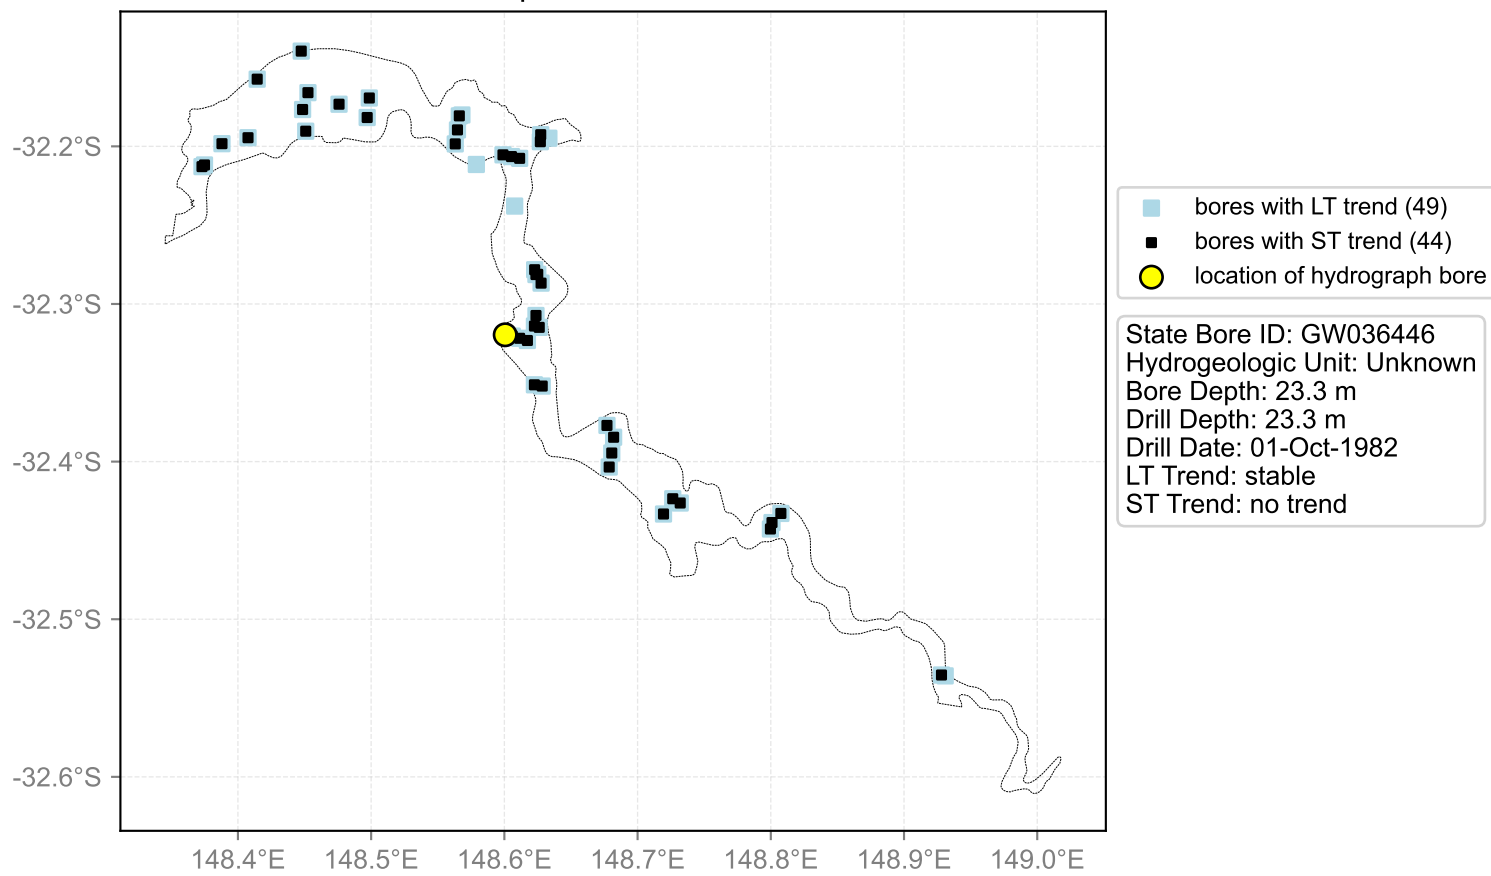 -32.2°S
-32.3°S
-32.4°S
-32.5°S
-32.6°S
148.4°E 148.5°E 148.6°E 148.7°E 148.8°E 148.9°E 149.0°E
bores with LT trend (49)
bores with ST trend (44)
location of hydrograph bore
State Bore ID: GW036446
Hydrogeologic Unit: Unknown
Bore Depth: 23.3 m
Drill Depth: 23.3 m
Drill Date: 01-Oct-1982
LT Trend: stable
ST Trend: no trend